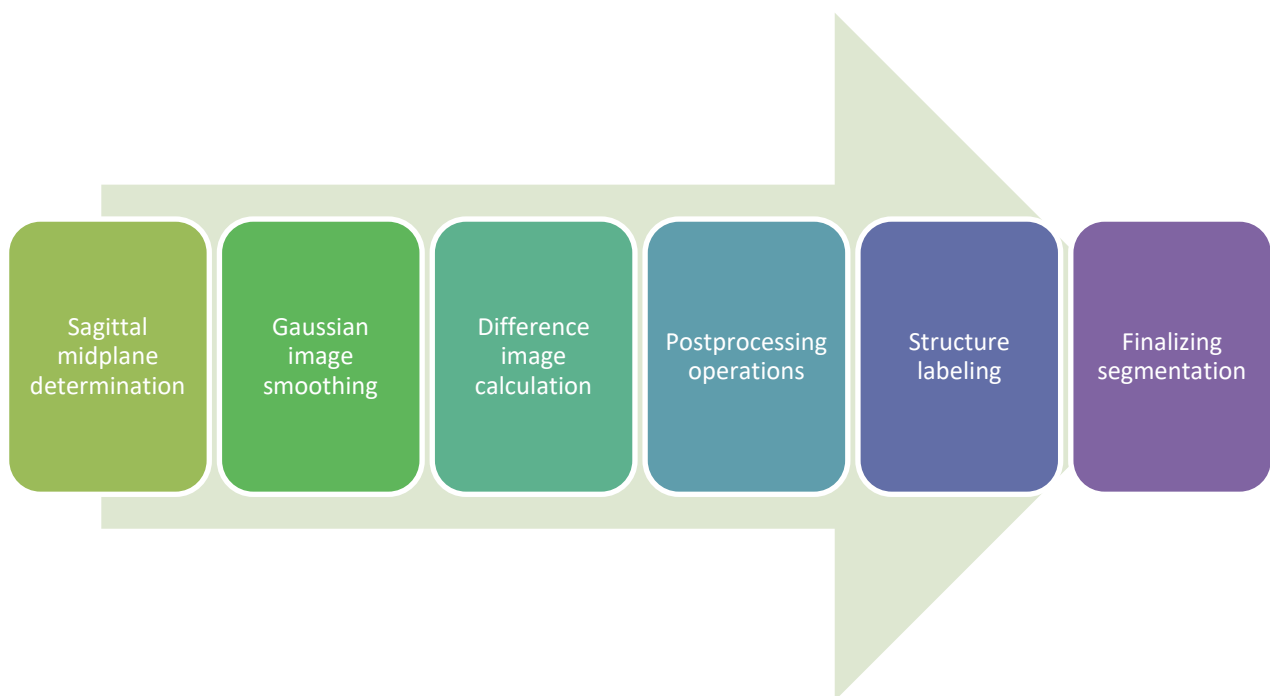 Sagittal
midplane
determination
Gaussian
image
smoothing
Difference
image
calculation
Postprocessing
operations
Structure
labeling
Finalizing
segmentation